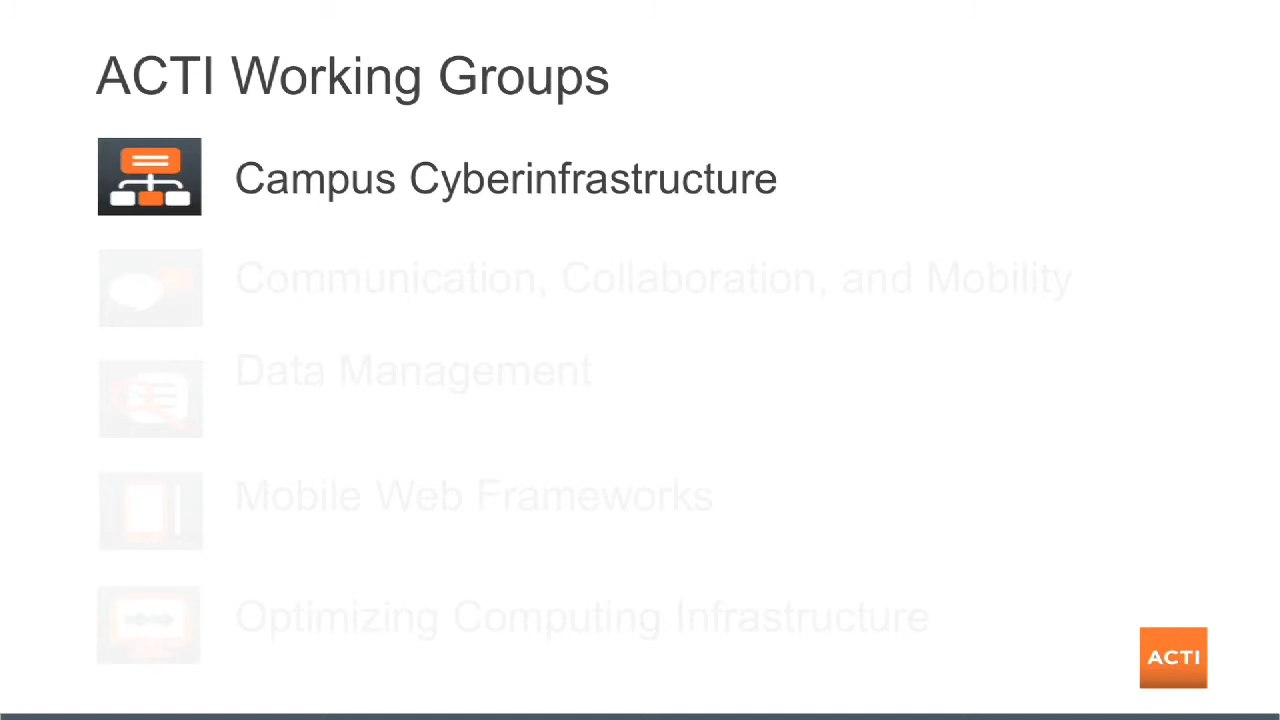 ACTI Working Groups
Campus Cyberinfrastructure
Communication, Collaboration, and Mobility
Data Management
Mobile Web Frameworks
Optimizing Computing Infrastructure
ACTI